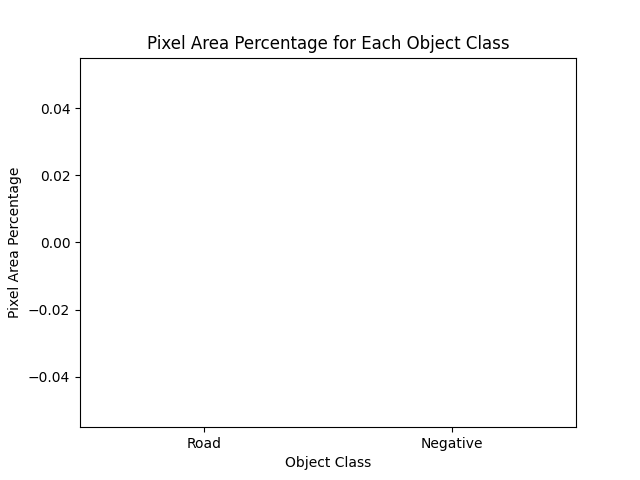 Pixel Area Percentage for Each Object Class
Pixel Area Percentage
0.04
0.02
0.00
−0.02
−0.04
Road Negative
Object Class